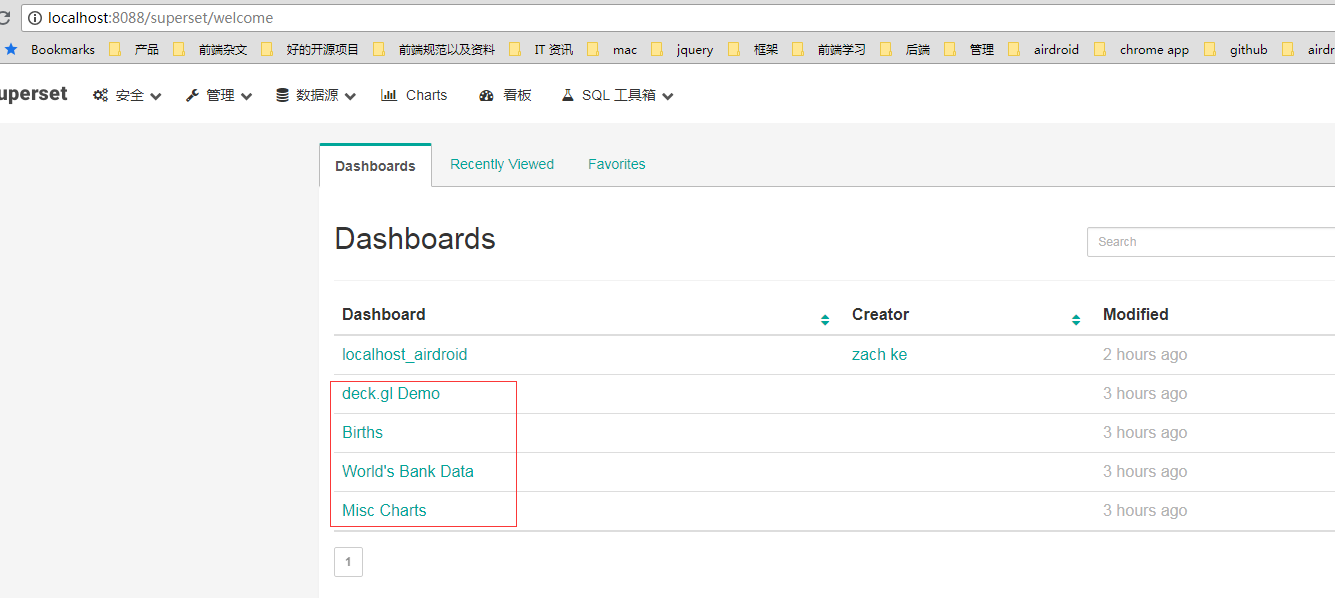 localhost:8088/superset/welcome
Bookmarks 产品 前端杂文 好的开源项目 前端规范以及资料 IT 资讯 mac jquery 框架 前端学习 后端 管理 airdroid chrome app github airdr
uperset 安全 管理 数据源 Charts 看板 SQL 工具箱
Dashboards Recently Viewed Favorites
Dashboards Search
Dashboard Creator Modified
localhost_airdroid zach ke 2 hours ago
deck.gl Demo 3 hours ago
Births 3 hours ago
World's Bank Data 3 hours ago
Misc Charts 3 hours ago
1